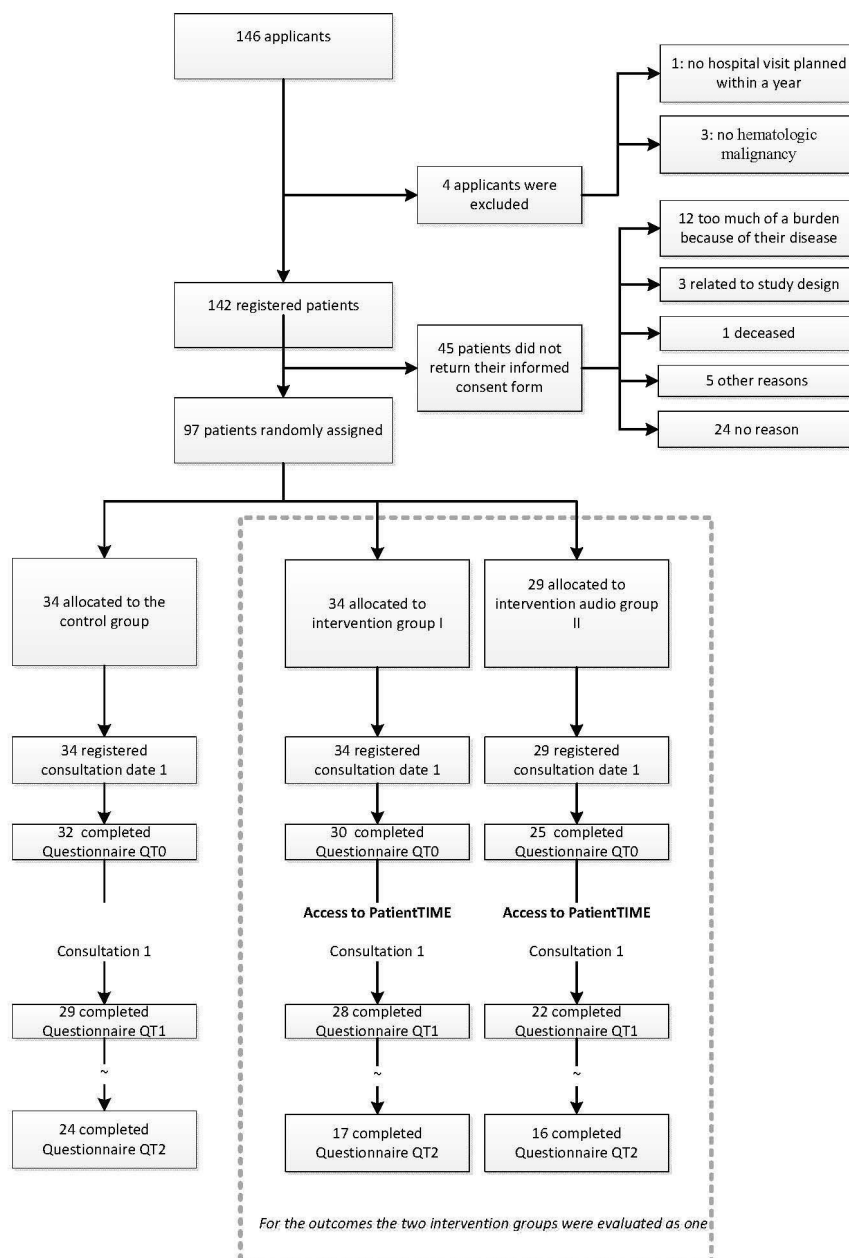 146 applicants
1: no hospital visit planned
within a year
3: no hematologic
malignancy
4 applicants were
excluded
12 too much of a burden
because of their disease
3 related to study design
142 registered patients
1 deceased
45 patients did not
return their informed
consent form
5 other reasons
24 no reason
97 patients randomly assigned
34 allocated to the
control group
34 allocated to
intervention group I
29 allocated to
intervention audio group
II
34 registered
consultation date 1
34 registered
consultation date 1
29 registered
consultation date 1
32 completed
Questionnaire QT0
30 completed
Questionnaire QT0
25 completed
Questionnaire QT0
Access to PatientTIME
Access to PatientTIME
Consultation 1
Consultation 1
Consultation 1
29 completed
Questionnaire QT1
28 completed
Questionnaire QT1
22 completed
Questionnaire QT1
~
~
~
24 completed
Questionnaire QT2
17 completed
Questionnaire QT2
16 completed
Questionnaire QT2
For the outcomes the two intervention groups were evaluated as one